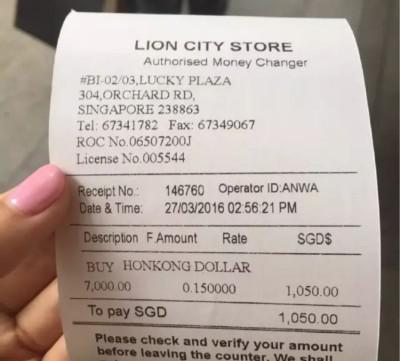 LION CITY STORE
Authorised Money Changer
#BI-02/03,LUCKY PLAZA
304,ORCHARD RD,
SINGAPORE 238863
Tel: 67341782 Fax: 67349067
ROC No.06507200J
License No.005544
Receipt No.: 146760 Operator ID:ANWA
Date & Time: 27/03/2016 02:56:21 PM
Description F.Amount Rate SGD$
BUY HONKONG DOLLAR
7,000.00 0.150000 1,050.00
To pay SGD 1,050.00
Please check and verify your amount
before leaving the counter. We shall